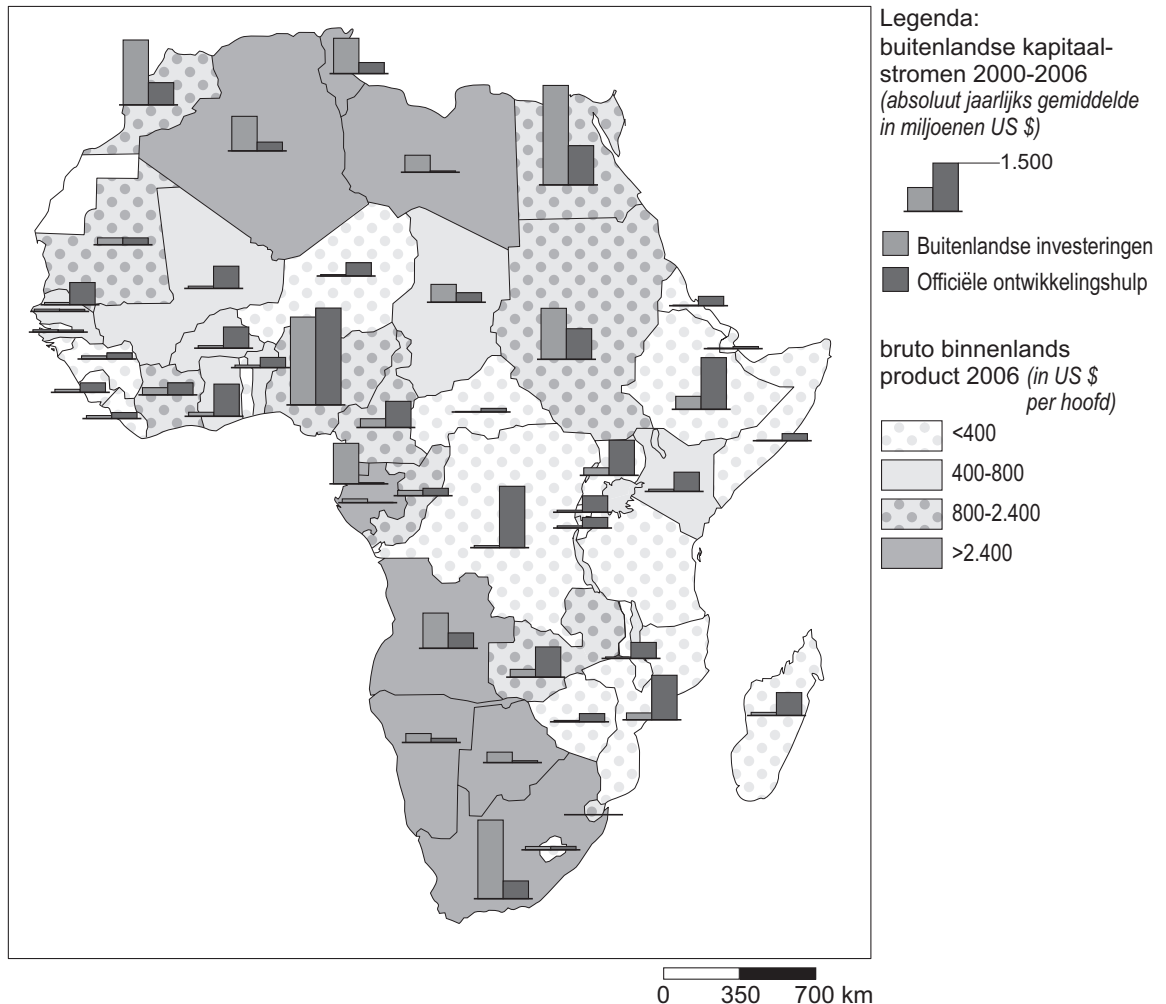 Legenda:
buitenlandse kapitaal-
stromen 2000-2006
(absoluut jaarlijks gemiddelde
in miljoenen US $)
1.500
Buitenlandse investeringen
Officiële ontwikkelingshulp
bruto binnenlands
product 2006 (in US $
per hoofd)
<400
400-800
800-2.400
>2.400
0 350 700 km